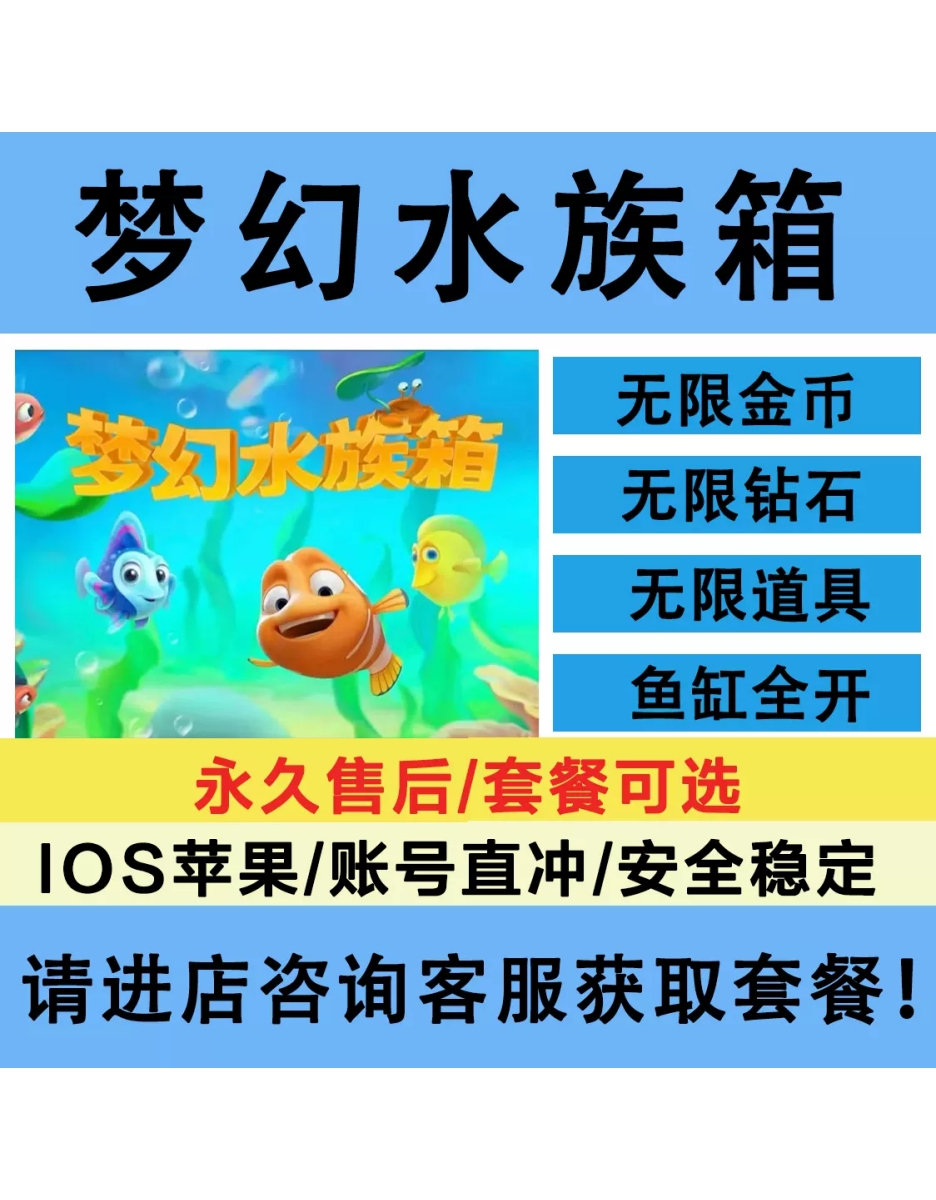 梦幻水族箱
梦幻水族箱
无限金币
无限钻石
无限道具
鱼缸全开
永久售后/套餐可选
IOS苹果/账号直冲/安全稳定
请进店咨询客服获取套餐！